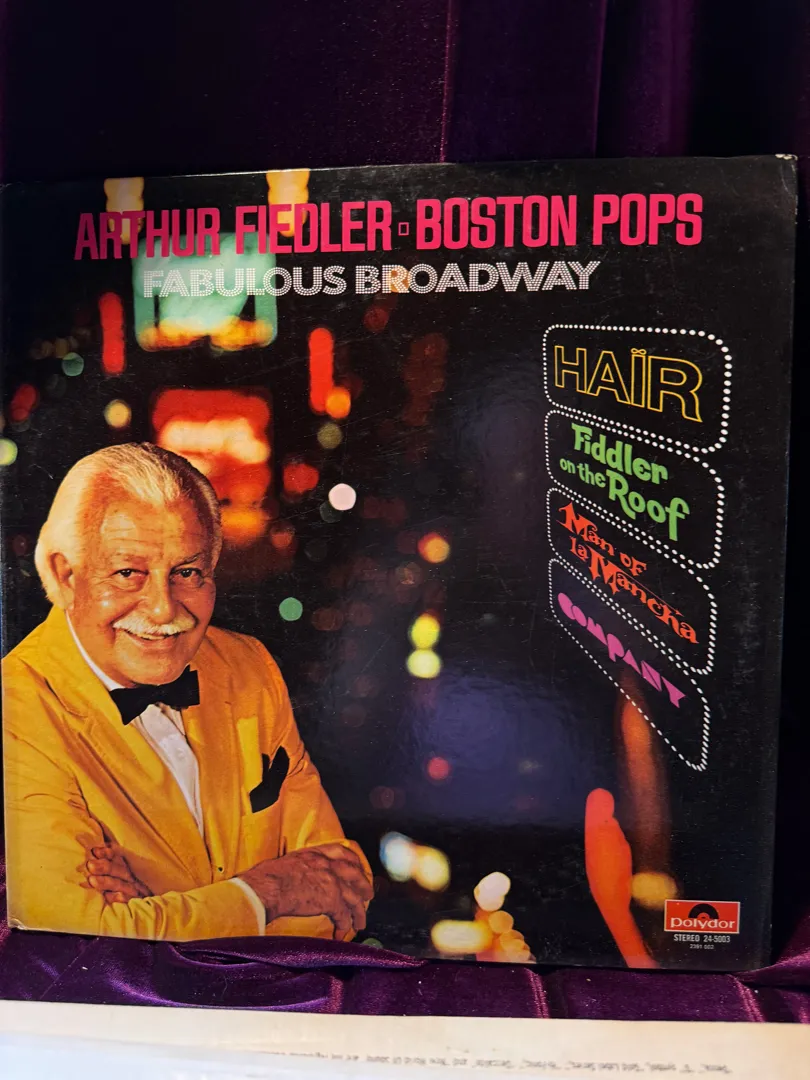 ARTHUR FIEDLER▫BOSTON POPS
FABULOUS BROADWAY
HAÏR
Fiddler
on the Roof
Man of
la Mancha
COMPANY
Polydor
STEREO 24-5003